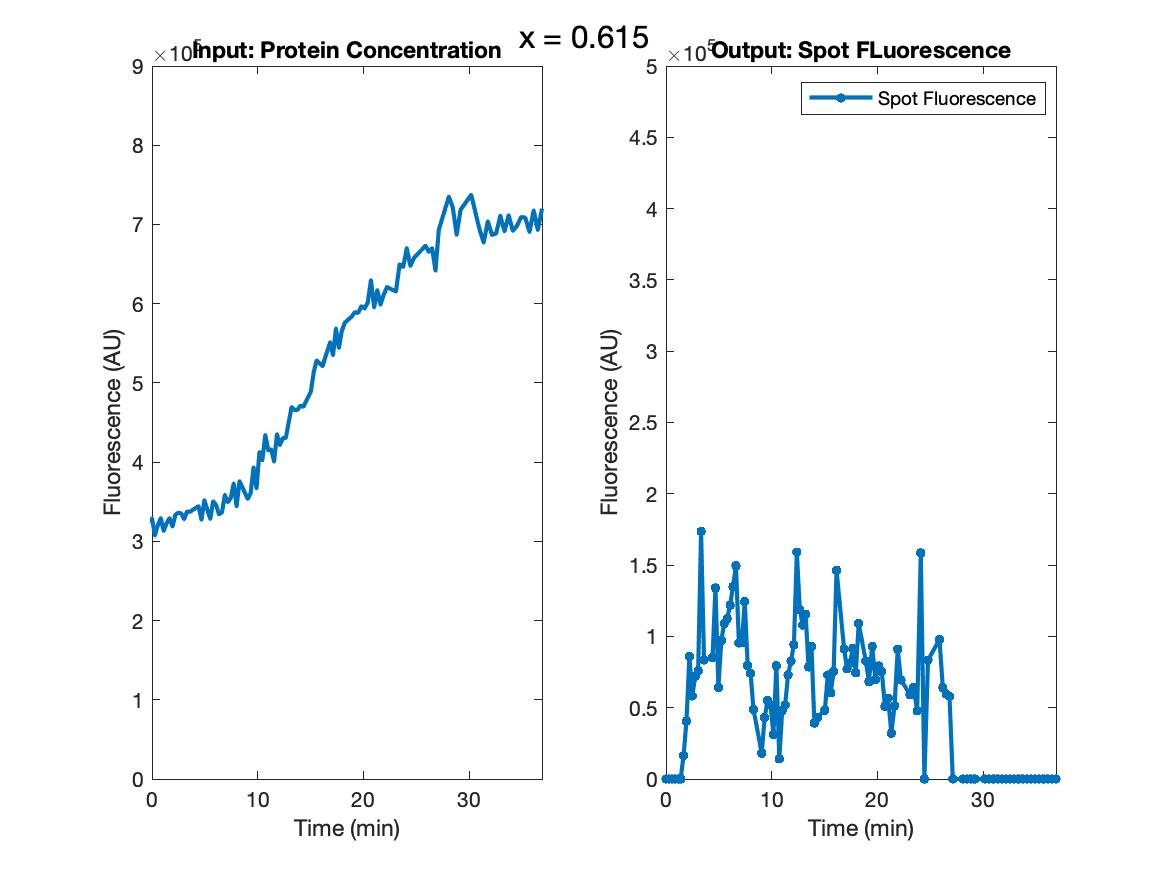 x = 0.615
×10⁵
Input: Protein Concentration
9
8
7
6
5
4
3
2
1
0
Fluorescence (AU)
0 10 20 30
Time (min)
×10⁵
Output: Spot FLuorescence
Spot Fluorescence
5
4.5
4
3.5
3
2.5
2
1.5
1
0.5
0
Fluorescence (AU)
0 10 20 30
Time (min)